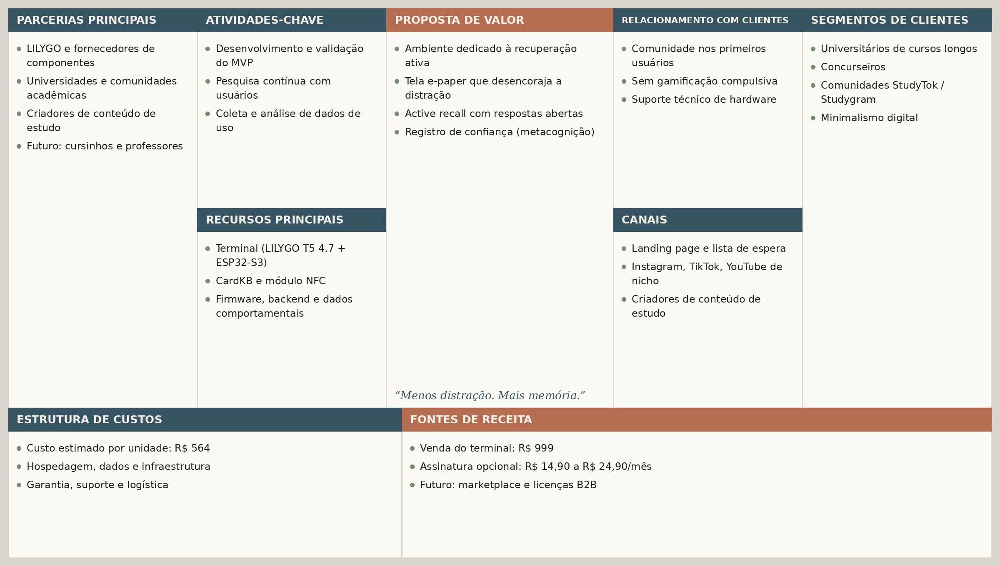 PARCERIAS PRINCIPAIS
LILYGO e fornecedores de
componentes
Universidades e comunidades
acadêmicas
Criadores de conteúdo de
estudo
Futuro: cursinhos e professores
ATIVIDADES-CHAVE
Desenvolvimento e validação
do MVP
Pesquisa contínua com
usuários
Coleta e análise de dados de
uso
RECURSOS PRINCIPAIS
Terminal (LILYGO T5 4.7 +
ESP32-S3)
CardKB e módulo NFC
Firmware, backend e dados
comportamentais
PROPOSTA DE VALOR
Ambiente dedicado à recuperação
ativa
Tela e-paper que desencoraja a
distração
Active recall com respostas abertas
Registro de confiança (metacognição)
“Menos distração. Mais memória.”
RELACIONAMENTO COM CLIENTES
Comunidade nos primeiros
usuários
Sem gamificação compulsiva
Suporte técnico de hardware
CANAIS
Landing page e lista de espera
Instagram, TikTok, YouTube de
nicho
Criadores de conteúdo de
estudo
SEGMENTOS DE CLIENTES
Universitários de cursos longos
Concurseiros
Comunidades StudyTok /
Studygram
Minimalismo digital
ESTRUTURA DE CUSTOS
Custo estimado por unidade: R$ 564
Hospedagem, dados e infraestrutura
Garantia, suporte e logística
FONTES DE RECEITA
Venda do terminal: R$ 999
Assinatura opcional: R$ 14,90 a R$ 24,90/mês
Futuro: marketplace e licenças B2B